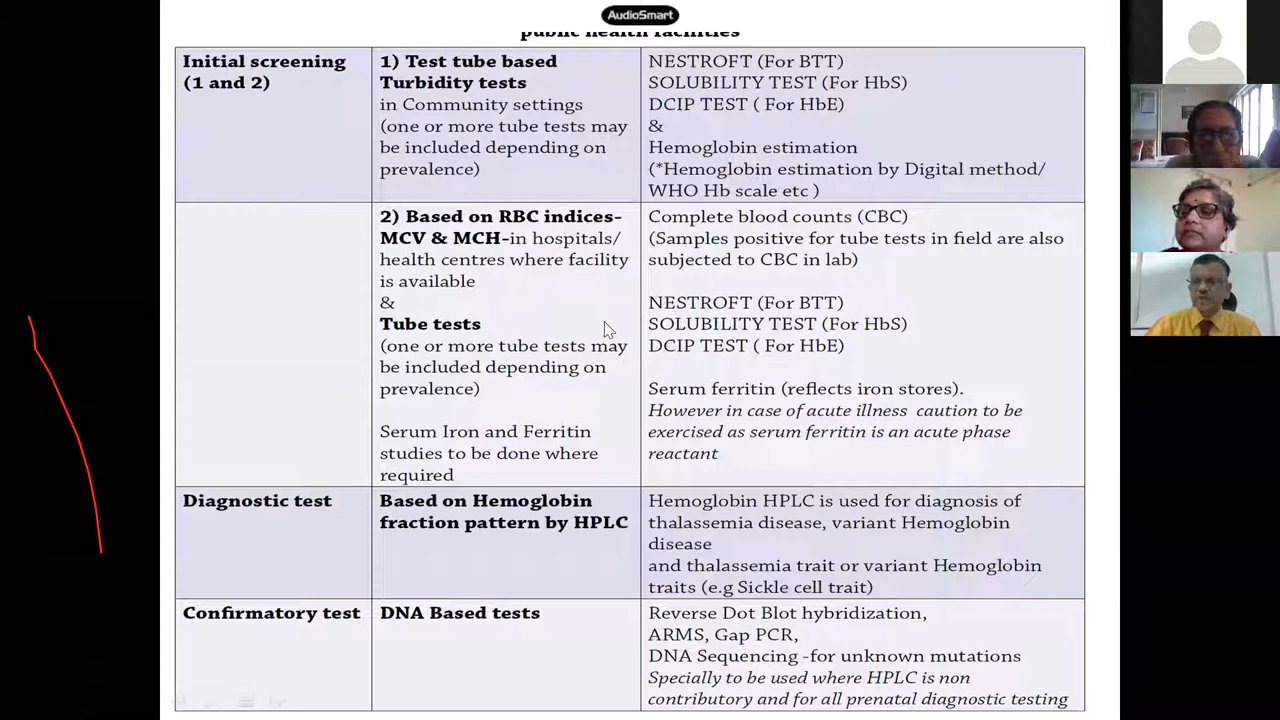 AudioSmart
public health facilities
Initial screening
(1 and 2)
1) Test tube based
Turbidity tests
in Community settings
(one or more tube tests may
be included depending on
prevalence)
NESTROFT (For BTT)
SOLUBILITY TEST (For HbS)
DCIP TEST ( For HbE)
&
Hemoglobin estimation
(*Hemoglobin estimation by Digital method/
WHO Hb scale etc )
2) Based on RBC indices-
MCV & MCH-in hospitals/
health centres where facility
is available
&
Tube tests
(one or more tube tests may
be included depending on
prevalence)
Serum Iron and Ferritin
studies to be done where
required
Complete blood counts (CBC)
(Samples positive for tube tests in field are also
subjected to CBC in lab)
NESTROFT (For BTT)
SOLUBILITY TEST (For HbS)
DCIP TEST ( For HbE)
Serum ferritin (reflects iron stores).
However in case of acute illness caution to be
exercised as serum ferritin is an acute phase
reactant
Diagnostic test
Based on Hemoglobin
fraction pattern by HPLC
Hemoglobin HPLC is used for diagnosis of
thalassemia disease, variant Hemoglobin
disease
and thalassemia trait or variant Hemoglobin
traits (e.g Sickle cell trait)
Confirmatory test
DNA Based tests
Reverse Dot Blot hybridization,
ARMS, Gap PCR,
DNA Sequencing -for unknown mutations
Specially to be used where HPLC is non
contributory and for all prenatal diagnostic testing